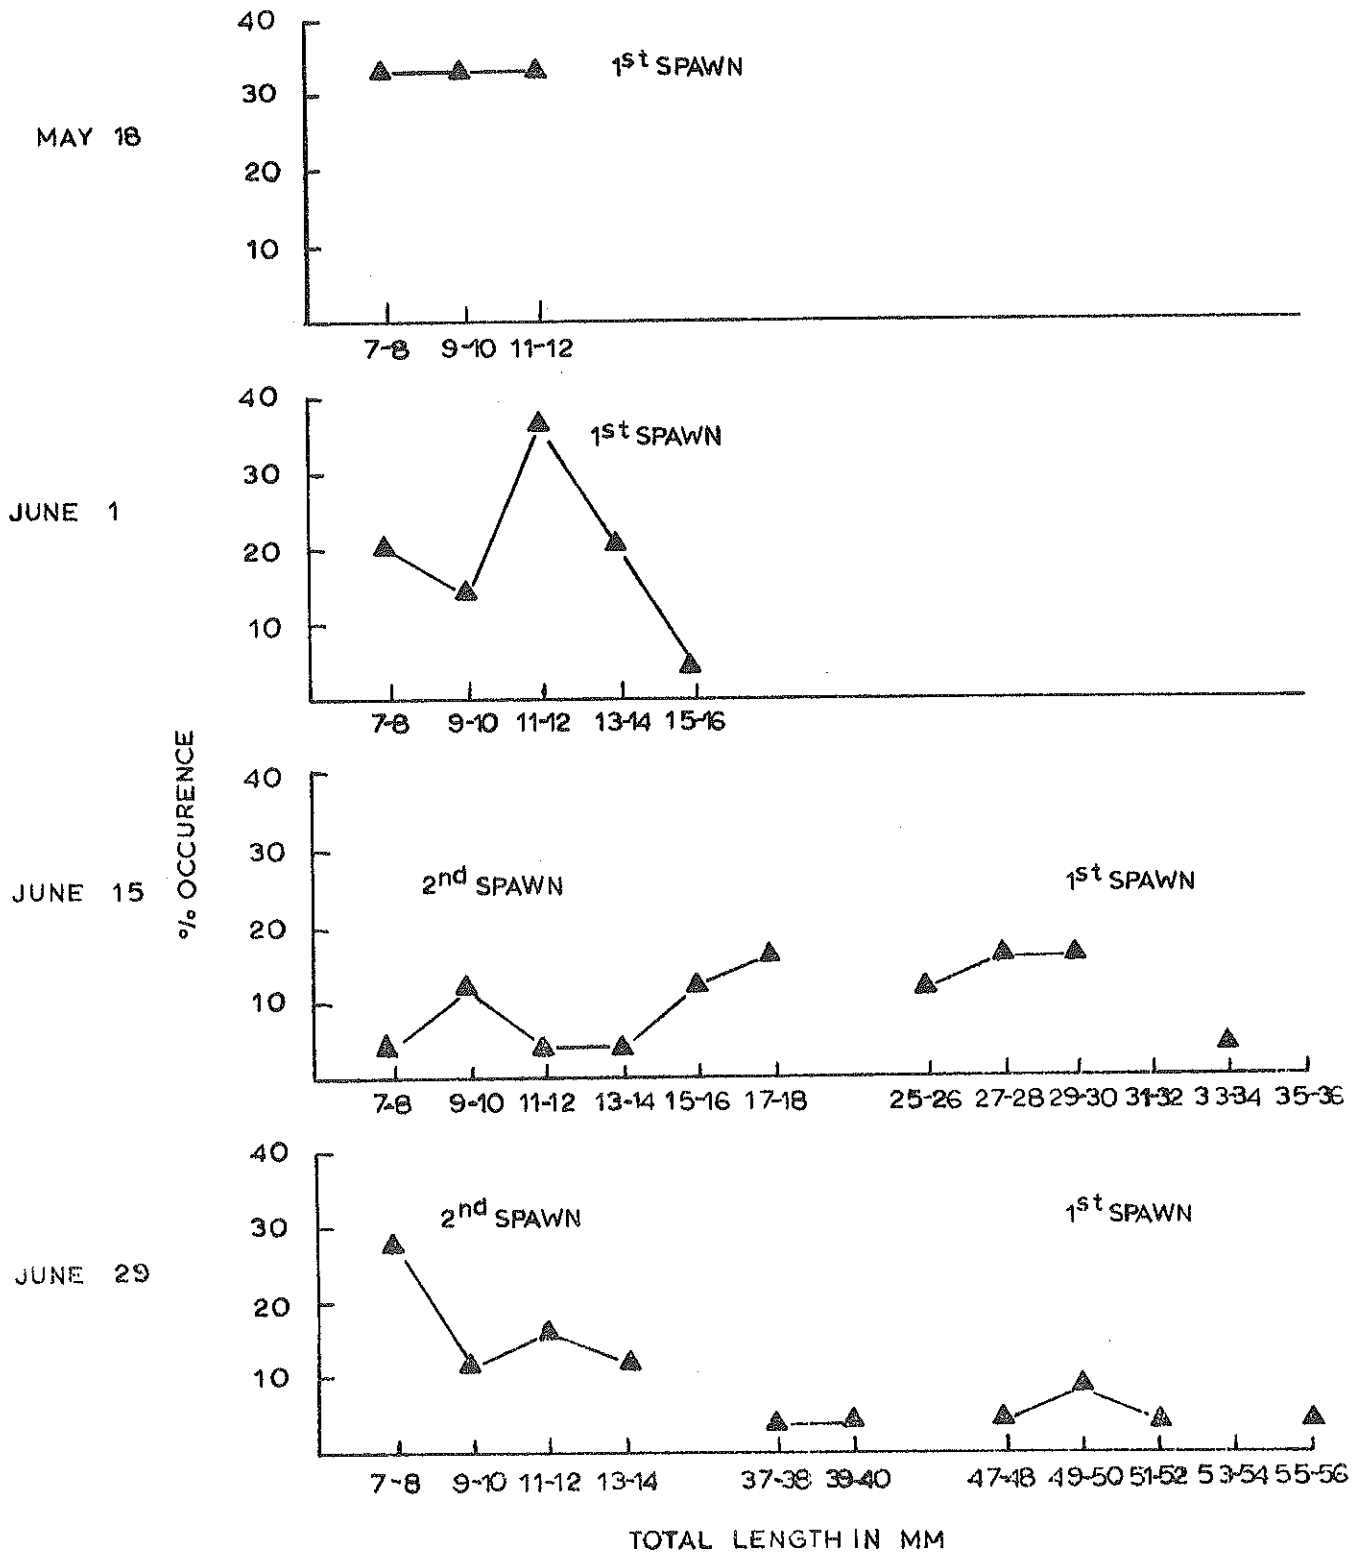 40
1st SPAWN
30
MAY 18
20
10
7-8 9-10 11-12
40
1st SPAWN
30
JUNE 1
20
10
7-8 9-10 11-12 13-14 15-16
% OCCURENCE
40
30
JUNE 15
2nd SPAWN 1st SPAWN
20
10
7-8 9-10 11-12 13-14 15-16 17-18 25-26 27-28 29-30 31-32 33-34 35-36
40
2nd SPAWN 1st SPAWN
30
JUNE 29
20
10
7-8 9-10 11-12 13-14 37-38 39-40 47-48 49-50 51-52 53-54 55-56
TOTAL LENGTH IN MM